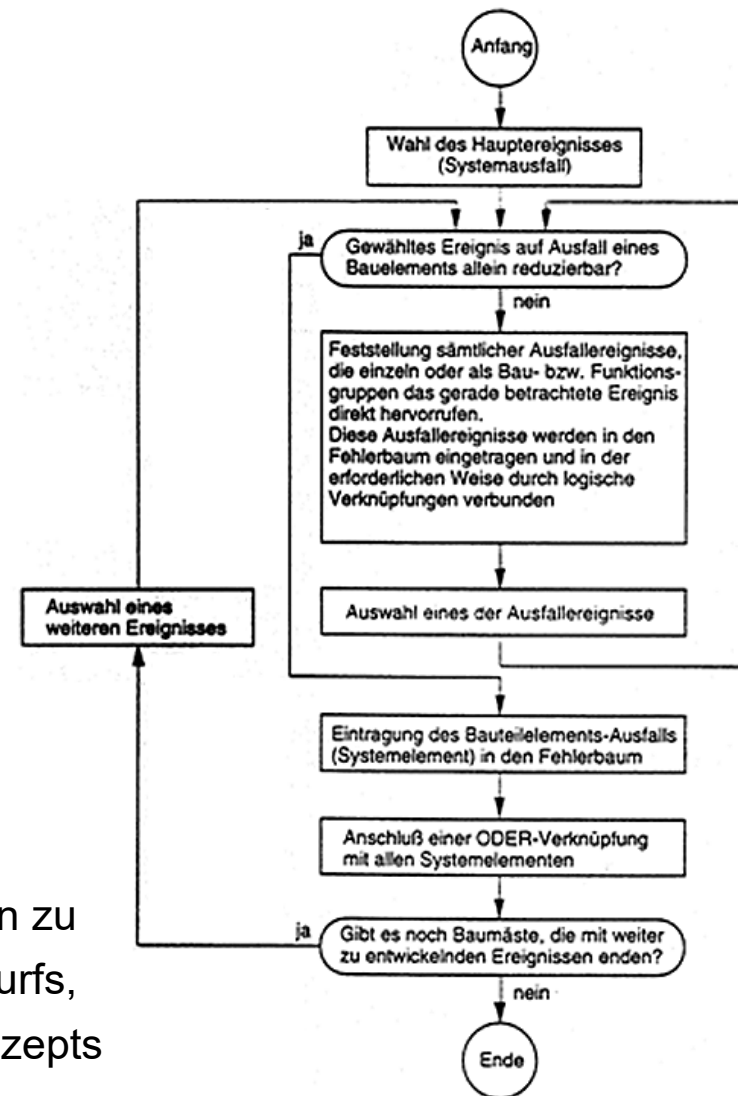 Anfang
Wahl des Hauptereignisses
(Systemausfall)
ja
Gewähltes Ereignis auf Ausfall eines
Bauelements allein reduzierbar?
nein
Feststellung sämtlicher Ausfallereignisse,
die einzeln oder als Bau- bzw. Funktions-
gruppen das gerade betrachtete Ereignis
direkt hervorrufen.
Diese Ausfallereignisse werden in den
Fehlerbaum eingetragen und in der
erforderlichen Weise durch logische
Verknüpfungen verbunden
Auswahl eines
weiteren Ereignisses
Auswahl eines der Ausfallereignisse
Eintragung des Bauteilelements-Ausfalls
(Systemelement) in den Fehlerbaum
Anschluß einer ODER-Verknüpfung
mit allen Systemelementen
ja
Gibt es noch Baumäste, die mit weiter
zu entwickelnden Ereignissen enden?
nein
Ende
n zu
urfs,
zepts